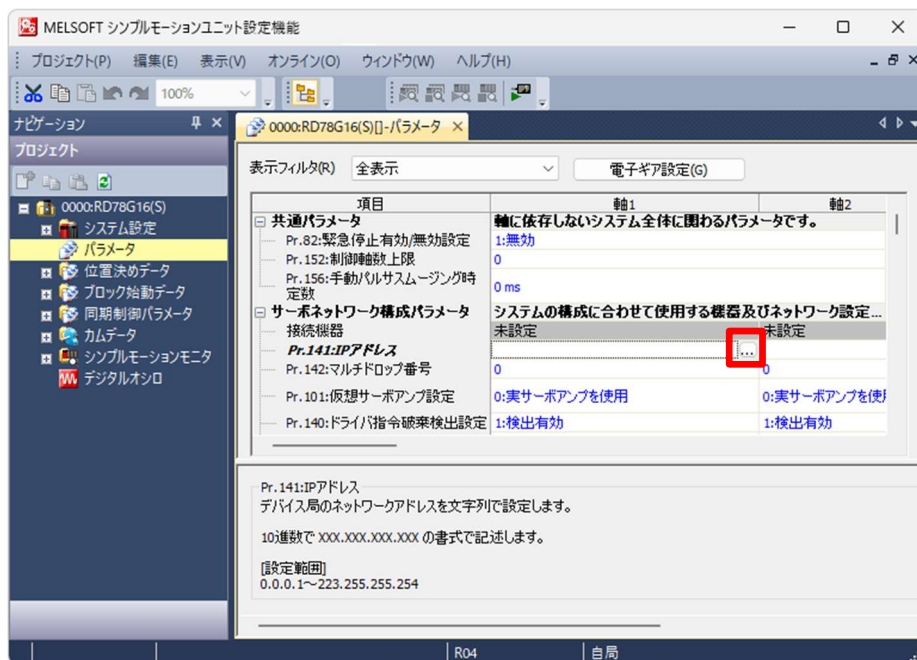 MELSOFT シンプルモーションユニット設定機能
プロジェクト(P) 編集(E) 表示(V) オンライン(O) ウィンドウ(W) ヘルプ(H)
100%
ナビゲーション
プロジェクト
0000:RD78G16(S)
システム設定
パラメータ
位置決めデータ
ブロック始動データ
同期制御パラメータ
カムデータ
シンプルモーションモニタ
デジタルオシロ
0000:RD78G16(S)[]-パラメータ
表示フィルタ(R) 全表示 電子ギア設定(G)
項目 軸1 軸2
共通パラメータ 軸に依存しないシステム全体に関わるパラメータです。
Pr.82:緊急停止有効/無効設定 1:無効
Pr.152:制御軸数上限 0
Pr.156:手動パルサスムージング時定数 0 ms
サーボネットワーク構成パラメータ システムの構成に合わせて使用する機器及びネットワーク設定...
接続機器 未設定 未設定
Pr.141:IPアドレス ...
Pr.142:マルチドロップ番号 0 0
Pr.101:仮想サーボアンプ設定 0:実サーボアンプを使用 0:実サーボアンプを使用
Pr.140:ドライバ指令破棄検出設定 1:検出有効 1:検出有効
Pr.141:IPアドレス
デバイス局のネットワークアドレスを文字列で設定します。
10進数で XXX.XXX.XXX.XXX の書式で記述します。
[設定範囲]
0.0.0.1～223.255.255.254
R04 自局